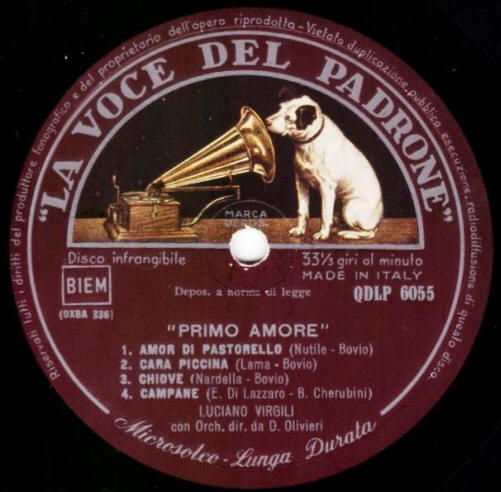 Riservati tutti i diritti del produttore fonografico e del proprietario dell'opera riprodotta - Vietata duplicazione, pubblica esecuzione, radiodiffusione di questo disco.
"LA VOCE DEL PADRONE"
MARCA
Disco infrangibile
33⅓ giri al minuto
MADE IN ITALY
BIEM
(OXBA 336)
Depos. a norma di legge
QDLP 6055
"PRIMO AMORE"
1. AMOR DI PASTORELLO (Nutile - Bovio)
2. CARA PICCINA (Lama - Bovio)
3. CHIOVE (Nardella - Bovio)
4. CAMPANE (E. Di Lazzaro - B. Cherubini)
LUCIANO VIRGILI
con Orch. dir. da D. Olivieri
Microsolco - Lunga Durata